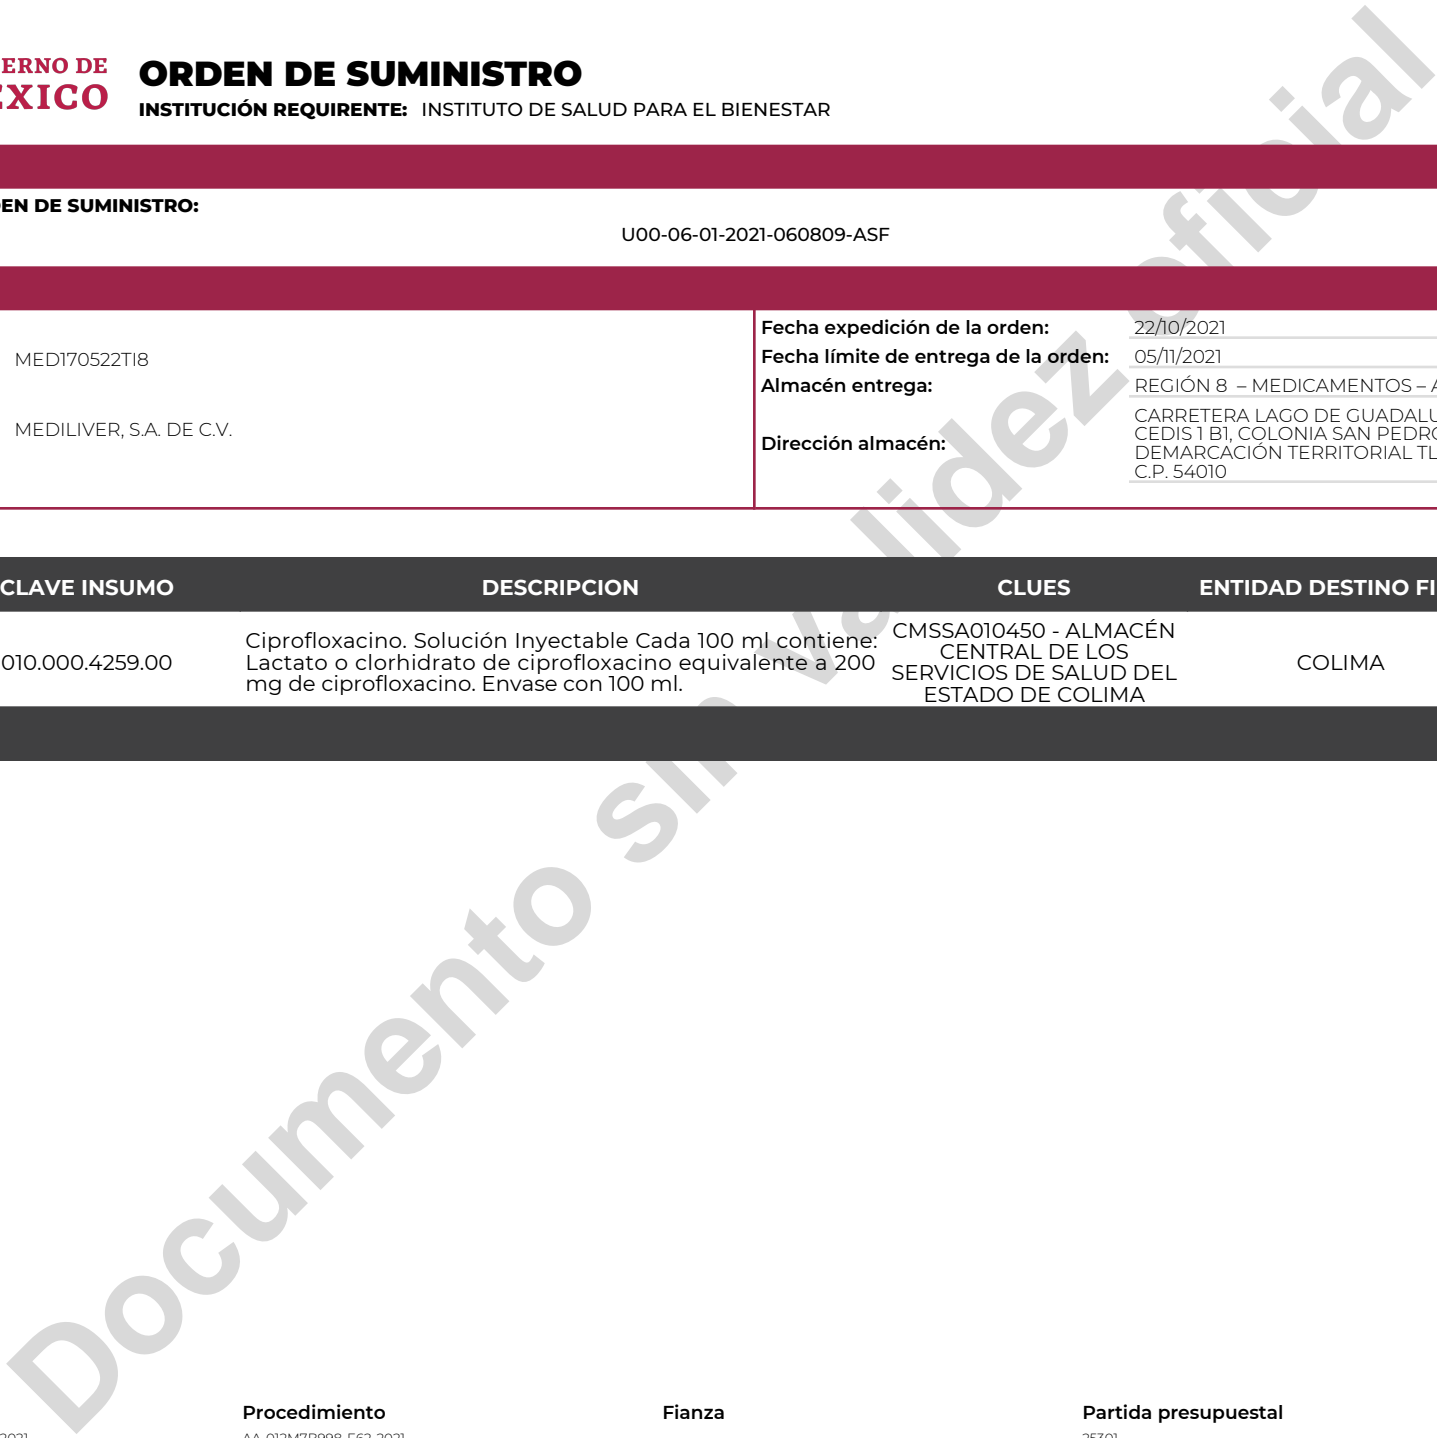 ERNO DE
ÉXICO
ORDEN DE SUMINISTRO
INSTITUCIÓN REQUIRENTE: INSTITUTO DE SALUD PARA EL BIENESTAR
EN DE SUMINISTRO:
U00-06-01-2021-060809-ASF
MED170522TI8
MEDILIVER, S.A. DE C.V.
Fecha expedición de la orden: 22/10/2021
Fecha límite de entrega de la orden: 05/11/2021
Almacén entrega: REGIÓN 8 – MEDICAMENTOS – A
Dirección almacén:
CARRETERA LAGO DE GUADALU
CEDIS 1 B1, COLONIA SAN PEDRO
DEMARCACIÓN TERRITORIAL TL
C.P. 54010
CLAVE INSUMO DESCRIPCION CLUES ENTIDAD DESTINO FI
010.000.4259.00
Ciprofloxacino. Solución Inyectable Cada 100 ml contiene:
Lactato o clorhidrato de ciprofloxacino equivalente a 200
mg de ciprofloxacino. Envase con 100 ml.
CMSSA010450 - ALMACÉN
CENTRAL DE LOS
SERVICIOS DE SALUD DEL
ESTADO DE COLIMA
COLIMA
Documento sin validez oficial
Procedimiento Fianza Partida presupuestal